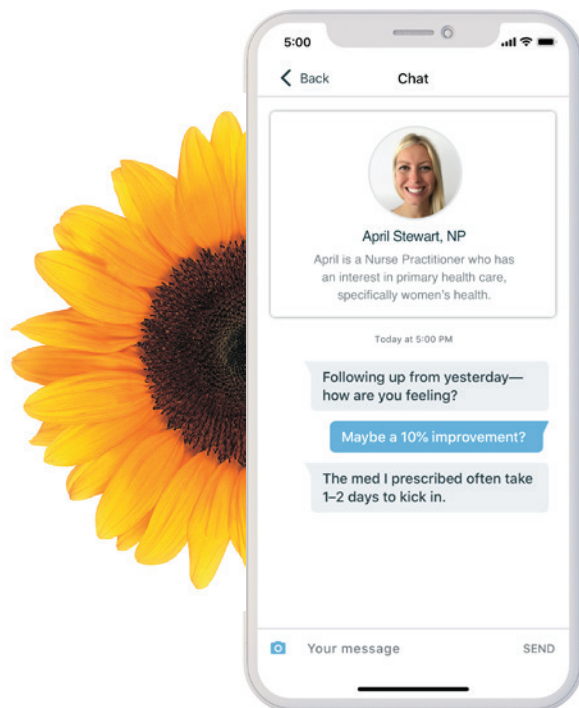 5:00
Back
Chat
April Stewart, NP
April is a Nurse Practitioner who has
an interest in primary health care,
specifically women's health.
Today at 5:00 PM
Following up from yesterday—
how are you feeling?
Maybe a 10% improvement?
The med I prescribed often take
1–2 days to kick in.
Your message
SEND